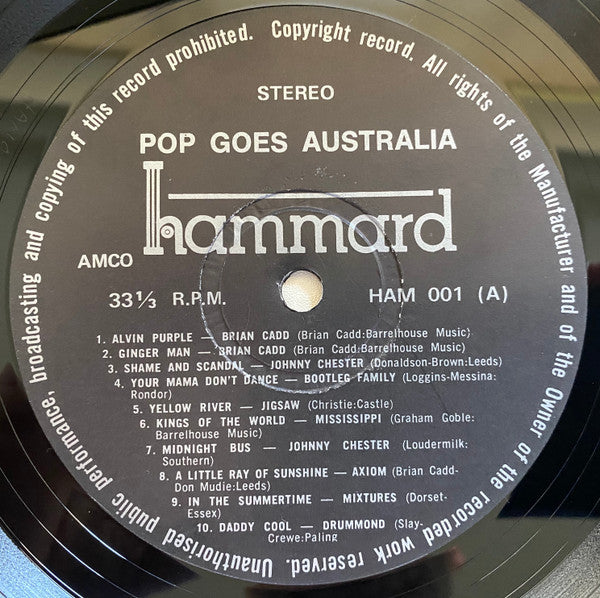 Unauthorised public performance, broadcasting and copying of this record prohibited. Copyright record. All rights of the Manufacturer and of the Owner of the recorded work reserved.
STEREO
POP GOES AUSTRALIA
hammard
AMCO
33⅓ R.P.M. HAM 001 (A)
1. ALVIN PURPLE — BRIAN CADD (Brian Cadd:Barrelhouse Music)
2. GINGER MAN — BRIAN CADD (Brian Cadd:Barrelhouse Music)
3. SHAME AND SCANDAL — JOHNNY CHESTER (Donaldson-Brown:Leeds)
4. YOUR MAMA DON'T DANCE — BOOTLEG FAMILY (Loggins-Messina:
Rondor)
5. YELLOW RIVER — JIGSAW (Christie:Castle)
6. KINGS OF THE WORLD — MISSISSIPPI (Graham Goble:
Barrelhouse Music)
7. MIDNIGHT BUS — JOHNNY CHESTER (Loudermilk:
Southern)
8. A LITTLE RAY OF SUNSHINE — AXIOM (Brian Cadd-
Don Mudie:Leeds)
9. IN THE SUMMERTIME — MIXTURES (Dorset-
Essex)
10. DADDY COOL — DRUMMOND (Slay-
Crewe:Paling